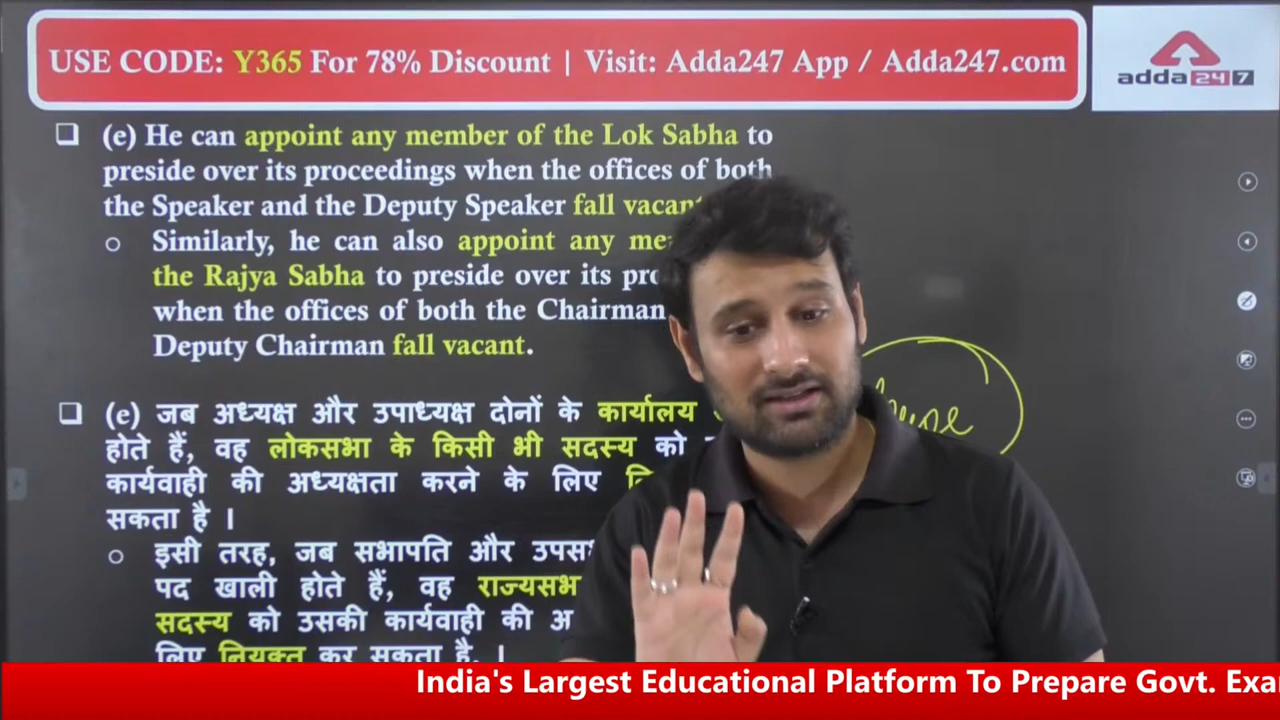 USE CODE: Y365 For 78% Discount | Visit: Adda247 App / Adda247.com
adda247
(e) He can appoint any member of the Lok Sabha to
preside over its proceedings when the offices of both
the Speaker and the Deputy Speaker fall vacant
Similarly, he can also appoint any
the Rajya Sabha to preside over its
when the offices of both the Chairman
Deputy Chairman fall vacant.
(e) जब अध्यक्ष और उपाध्यक्ष दोनों के कार्यालय
होते हैं, वह लोकसभा के किसी भी सदस्य को
कार्यवाही की अध्यक्षता करने के लिए
सकता है ।
इसी तरह, जब सभापति और
पद खाली होते हैं, वह
सदस्य को उसकी कार्यवाही की
लिए नियुक्त कर सकता है. ।
India's Largest Educational Platform To Prepare Govt.